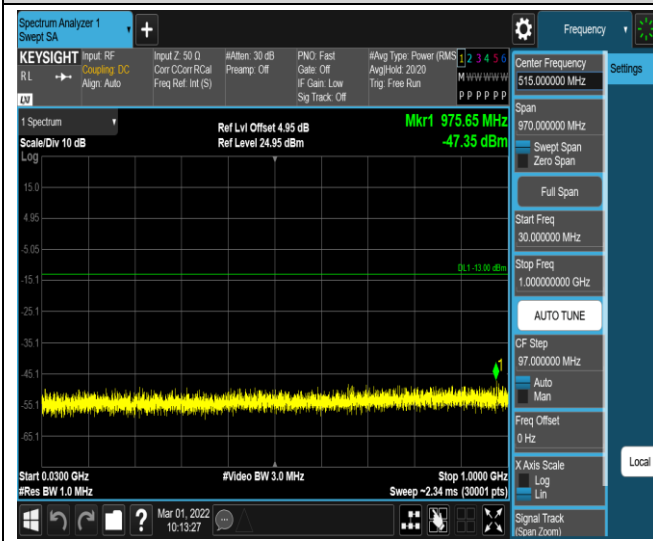 Spectrum Analyzer 1
Swept SA
+
Frequency
KEYSIGHT
RL
LXI
Input: RF
Coupling: DC
Align: Auto
Input Z: 50 Ω
Corr CCorr RCal
Freq Ref: Int (S)
#Atten: 30 dB
Preamp: Off
PNO: Fast
Gate: Off
IF Gain: Low
Sig Track: Off
#Avg Type: Power (RMS
Avg|Hold: 20/20
Trig: Free Run
1 2 3 4 5 6
M W W W W W
P P P P P P
Center Frequency
515.000000 MHz
Settings
Span
970.000000 MHz
Swept Span
Zero Span
Full Span
Start Freq
30.000000 MHz
Stop Freq
1.000000000 GHz
AUTO TUNE
CF Step
97.000000 MHz
Auto
Man
Freq Offset
0 Hz
X Axis Scale
Log
Lin
Local
Signal Track
(Span Zoom)
1 Spectrum
Scale/Div 10 dB
Log
Ref Lvl Offset 4.95 dB
Ref Level 24.95 dBm
Mkr1 975.65 MHz
-47.35 dBm
15.0
4.95
-5.05
DL1 -13.00 dBm
-15.1
-25.1
-35.1
1
-45.1
-55.1
-65.1
Start 0.0300 GHz
#Video BW 3.0 MHz
Stop 1.0000 GHz
#Res BW 1.0 MHz
Sweep ~2.34 ms (30001 pts)
?
Mar 01, 2022
10:13:27